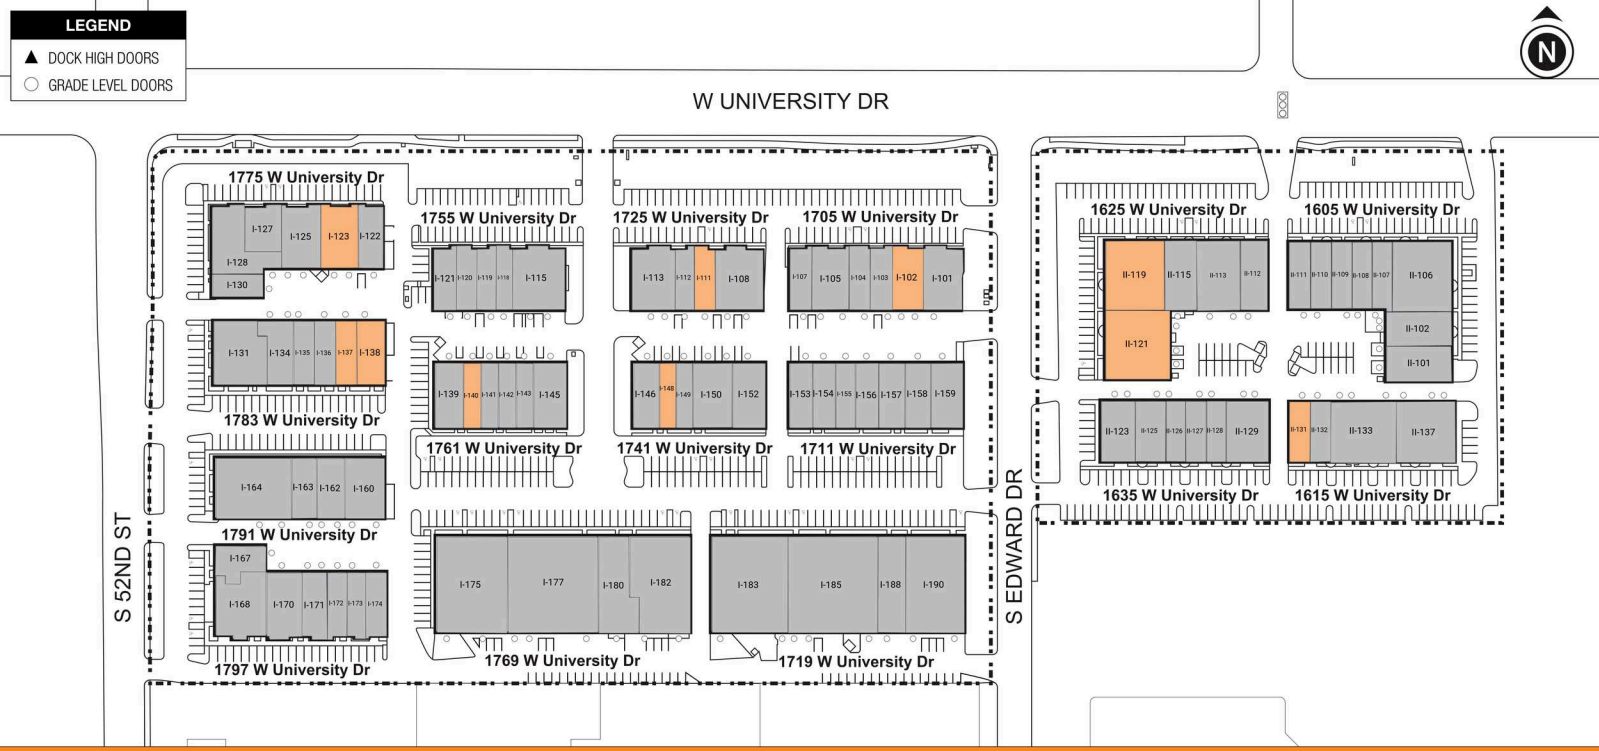 LEGEND
DOCK HIGH DOORS
GRADE LEVEL DOORS
N
W UNIVERSITY DR
S 52ND ST
S EDWARD DR
1775 W University Dr
I-127
I-125
I-123
I-122
I-128
I-130
1755 W University Dr
I-121
I-120
I-119
I-118
I-115
1725 W University Dr
I-113
I-112
I-111
I-108
1705 W University Dr
I-107
I-105
I-104
I-103
I-102
I-101
1625 W University Dr
II-119
II-115
II-113
II-112
II-121
1605 W University Dr
II-111
II-110
II-109
II-108
II-107
II-106
II-102
II-101
I-131
I-134
I-135
I-136
I-137
I-138
1783 W University Dr
I-139
I-140
I-141
I-142
I-143
I-145
1761 W University Dr
I-146
I-148
I-149
I-150
I-152
1741 W University Dr
I-153
I-154
I-155
I-156
I-157
I-158
I-159
1711 W University Dr
II-123
II-125
II-126
II-127
II-128
II-129
1635 W University Dr
II-131
II-132
II-133
II-137
1615 W University Dr
I-164
I-163
I-162
I-160
1791 W University Dr
I-167
I-168
I-170
I-171
I-172
I-173
I-174
1797 W University Dr
I-175
I-177
I-180
I-182
1769 W University Dr
I-183
I-185
I-188
I-190
1719 W University Dr